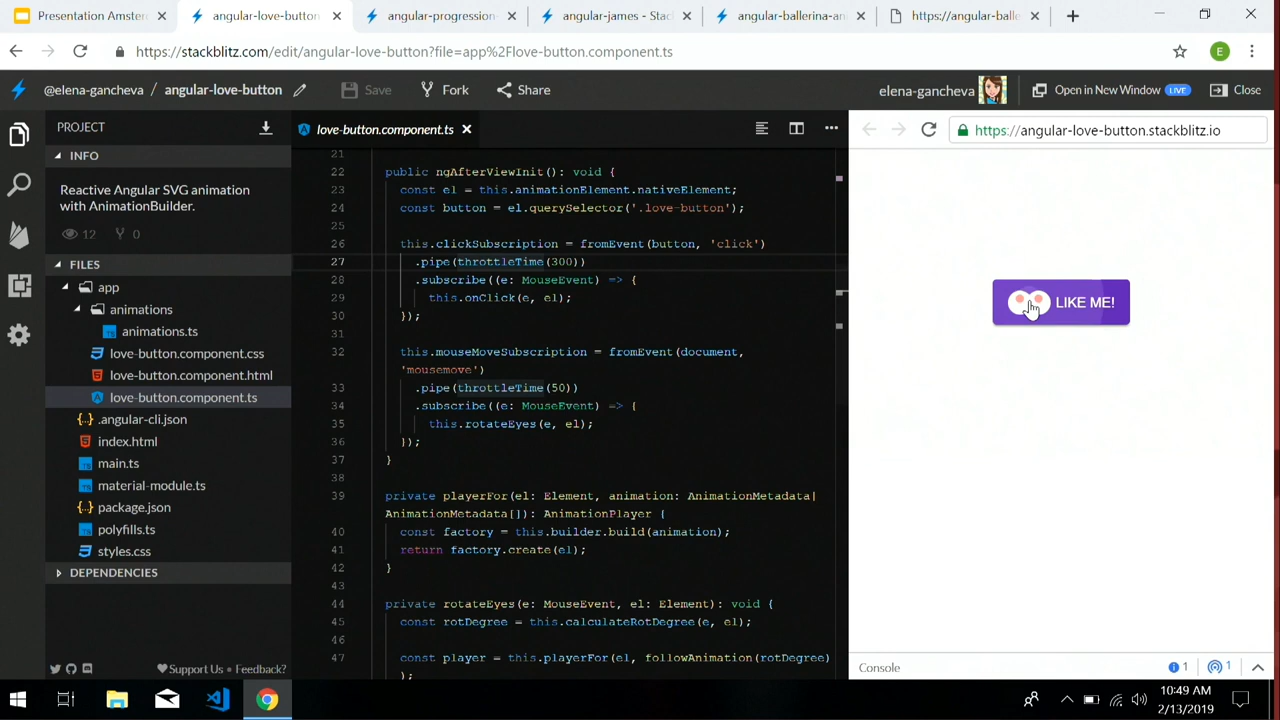 Presentation Amster
angular-love-button
angular-progression-
angular-james - Stac
angular-ballerina-an
https://angular-balle
https://stackblitz.com/edit/angular-love-button?file=app%2Flove-button.component.ts
E
@elena-gancheva / angular-love-button
Save
Fork
Share
elena-gancheva
Open in New Window LIVE
Close
PROJECT
love-button.component.ts
https://angular-love-button.stackblitz.io
INFO
Reactive Angular SVG animation
with AnimationBuilder.
12
0
FILES
app
animations
animations.ts
love-button.component.css
love-button.component.html
love-button.component.ts
.angular-cli.json
index.html
main.ts
material-module.ts
package.json
polyfills.ts
styles.css
DEPENDENCIES
Support Us
Feedback?
21
22 public ngAfterViewInit(): void {
23 const el = this.animationElement.nativeElement;
24 const button = el.querySelector('.love-button');
25
26 this.clickSubscription = fromEvent(button, 'click')
27 .pipe(throttleTime(300))
28 .subscribe((e: MouseEvent) => {
29 this.onClick(e, el);
30 });
31
32 this.mouseMoveSubscription = fromEvent(document,
'mousemove')
33 .pipe(throttleTime(50))
34 .subscribe((e: MouseEvent) => {
35 this.rotateEyes(e, el);
36 });
37 }
38
39 private playerFor(el: Element, animation: AnimationMetadata|
AnimationMetadata[]): AnimationPlayer {
40 const factory = this.builder.build(animation);
41 return factory.create(el);
42 }
43
44 private rotateEyes(e: MouseEvent, el: Element): void {
45 const rotDegree = this.calculateRotDegree(e, el);
46
47 const player = this.playerFor(el, followAnimation(rotDegree)
);
LIKE ME!
Console
1
1
10:49 AM
2/13/2019